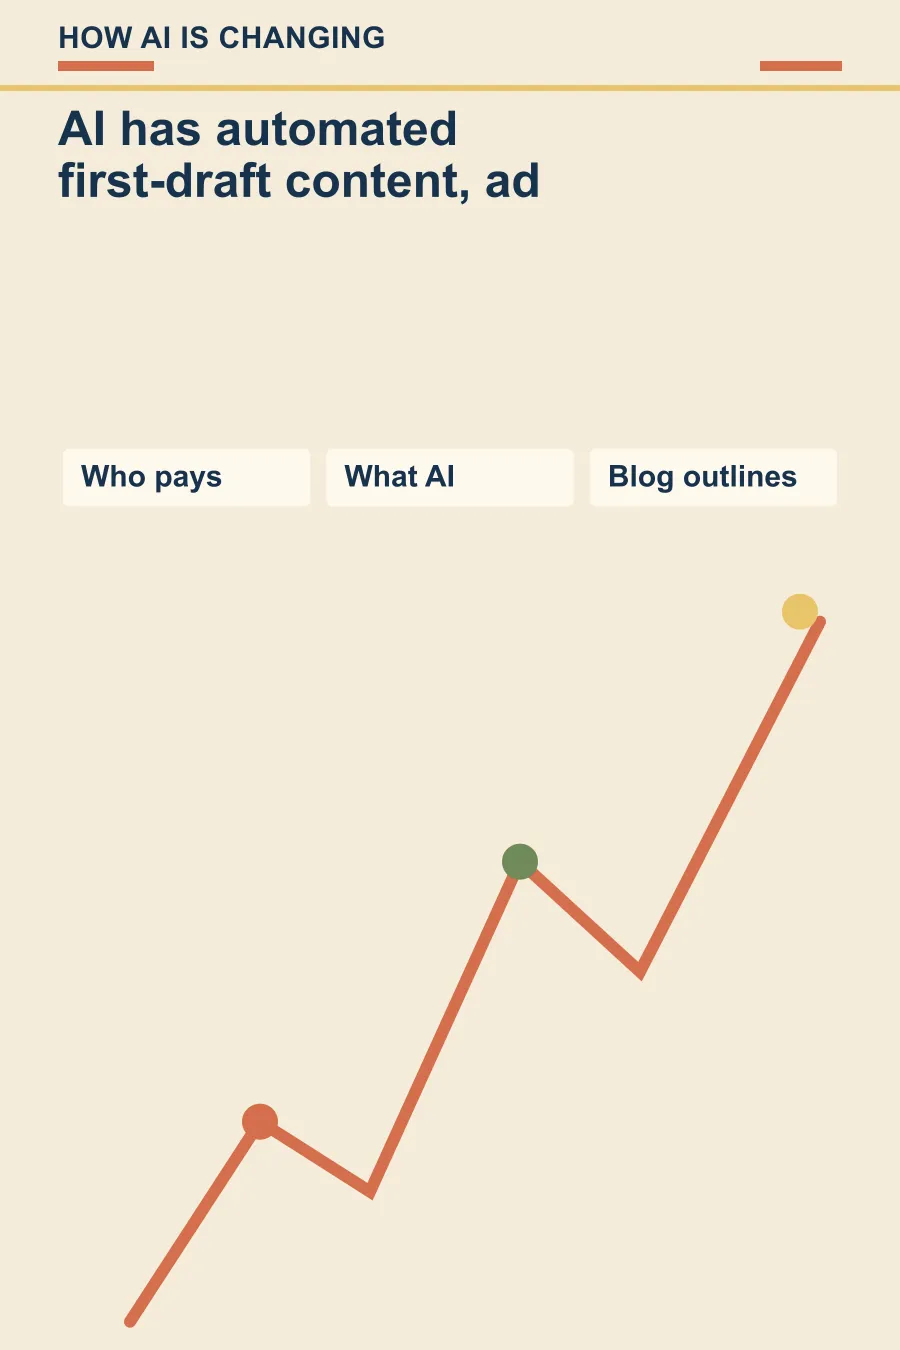 HOW AI IS CHANGING
AI has automated
first-draft content, ad
Who pays
What AI
Blog outlines